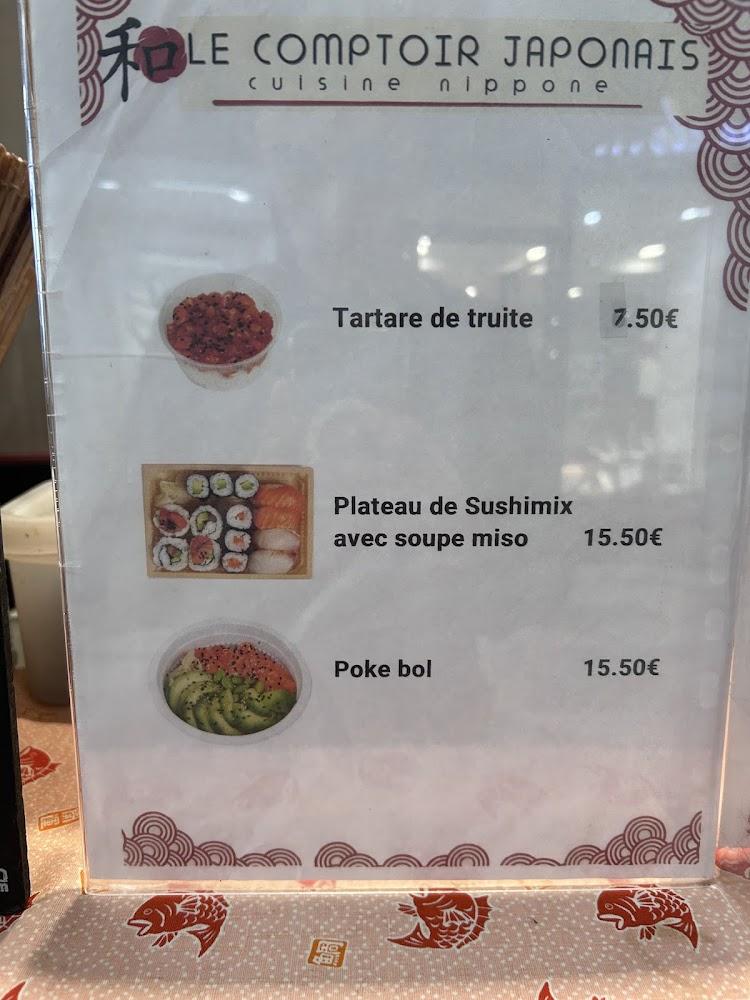 和 LE COMPTOIR JAPONAIS
cuisine nippone
Tartare de truite 7.50€
Plateau de Sushimix
avec soupe miso 15.50€
Poke bol 15.50€